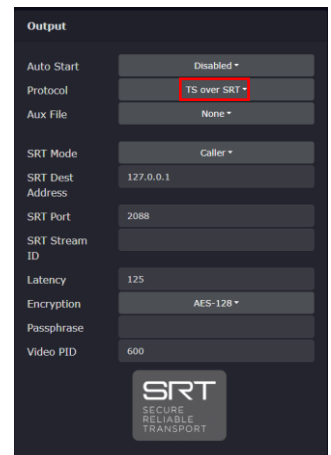 Output
Auto Start Disabled
Protocol TS over SRT
Aux File None
SRT Mode Caller
SRT Dest 127.0.0.1
Address
SRT Port 2088
SRT Stream
ID
Latency 125
Encryption AES-128
Passphrase
Video PID 600
SRT
SECURE
RELIABLE
TRANSPORT